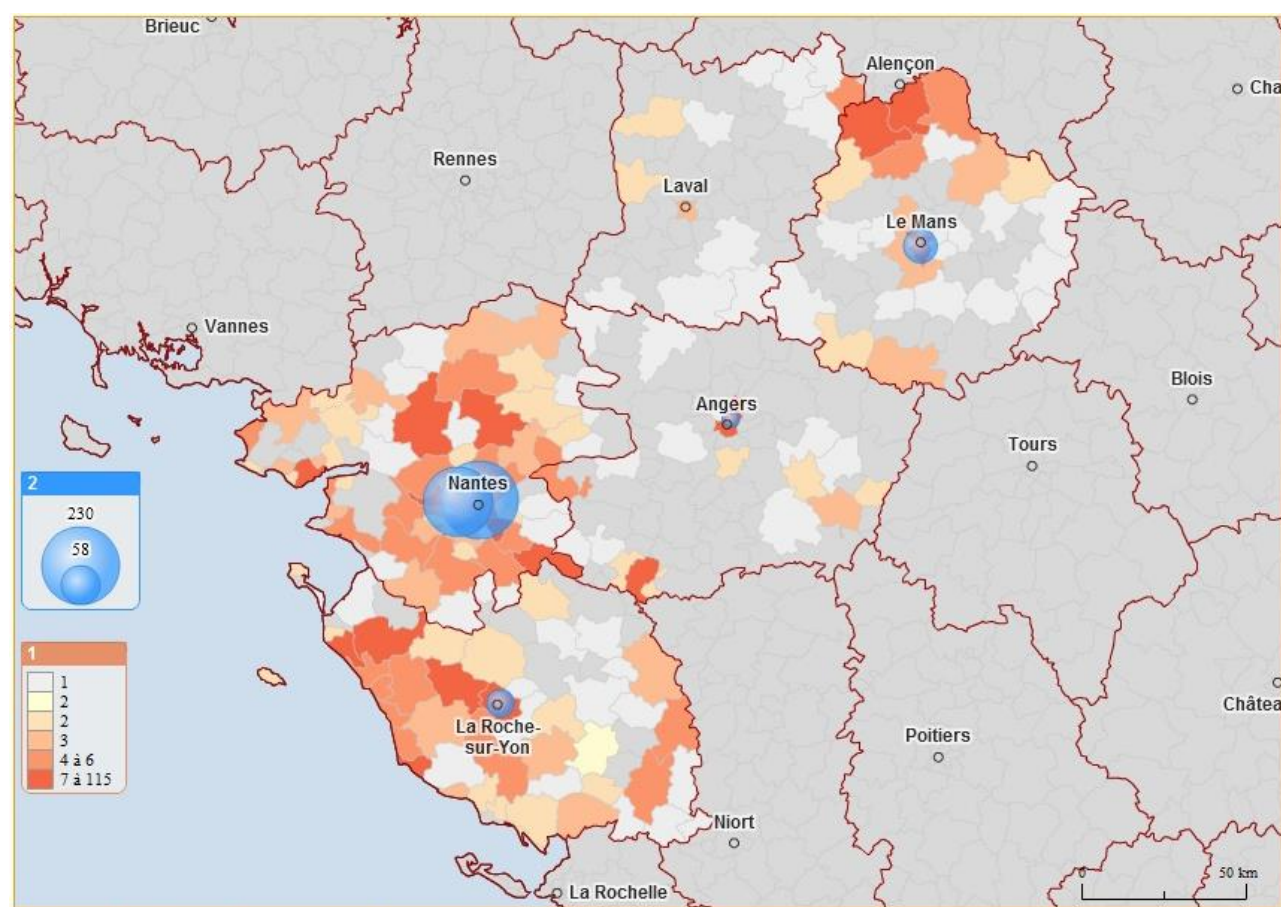 Brieuc
Alençon
Cha
Rennes
Laval
Le Mans
Vannes
Blois
Angers
Tours
2
230
58
Nantes
1
1
2
2
3
4 à 6
7 à 115
La Roche-
sur-Yon
Châtea
Poitiers
Niort
La Rochelle
0
50 km